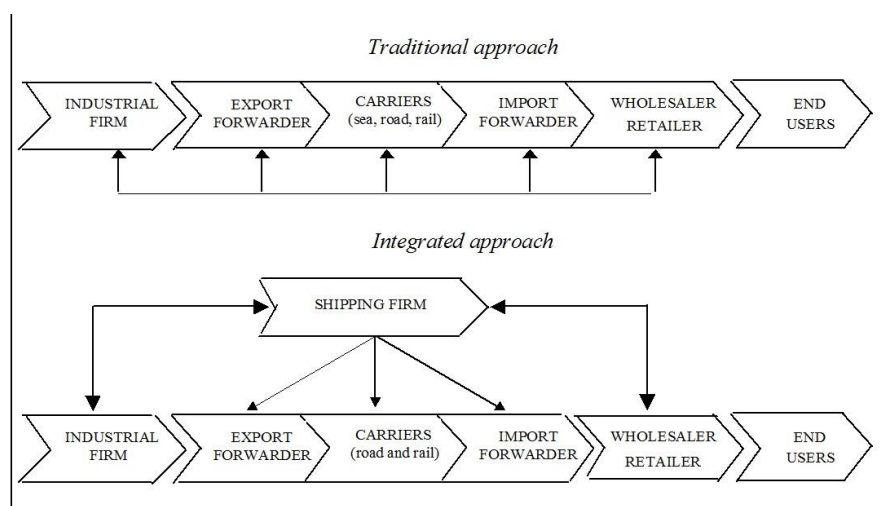 Traditional approach
INDUSTRIAL
FIRM
EXPORT
FORWARDER
CARRIERS
(sea, road, rail)
IMPORT
FORWARDER
WHOLESALER
RETAILER
END
USERS
Integrated approach
SHIPPING FIRM
INDUSTRIAL
FIRM
EXPORT
FORWARDER
CARRIERS
(road and rail)
IMPORT
FORWARDER
WHOLESALER
RETAILER
END
USERS